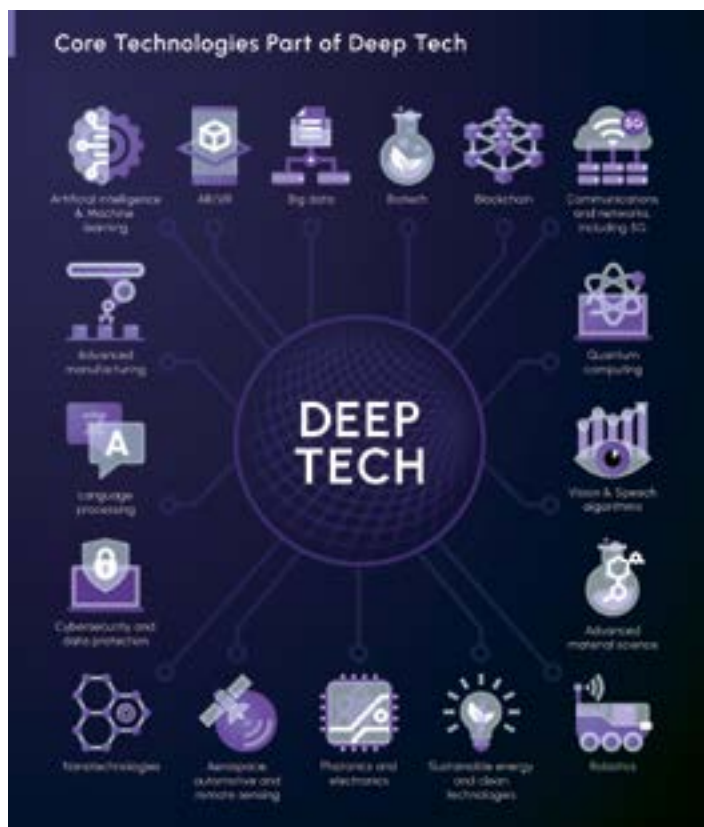 Core Technologies Part of Deep Tech
Artificial intelligence
& Machine
learning
AR/VR
Big data
Biotech
Blockchain
Communications
and networks,
including 5G
5G
Advanced
manufacturing
Quantum
computing
DEEP
TECH
A
Language
processing
Vision & Speech
algorithms
Cybersecurity and
data protection
Advanced
material science
Nanotechnologies
Aerospace,
automotive and
remote sensing
Photonics and
electronics
Sustainable energy
and clean
technologies
Robotics